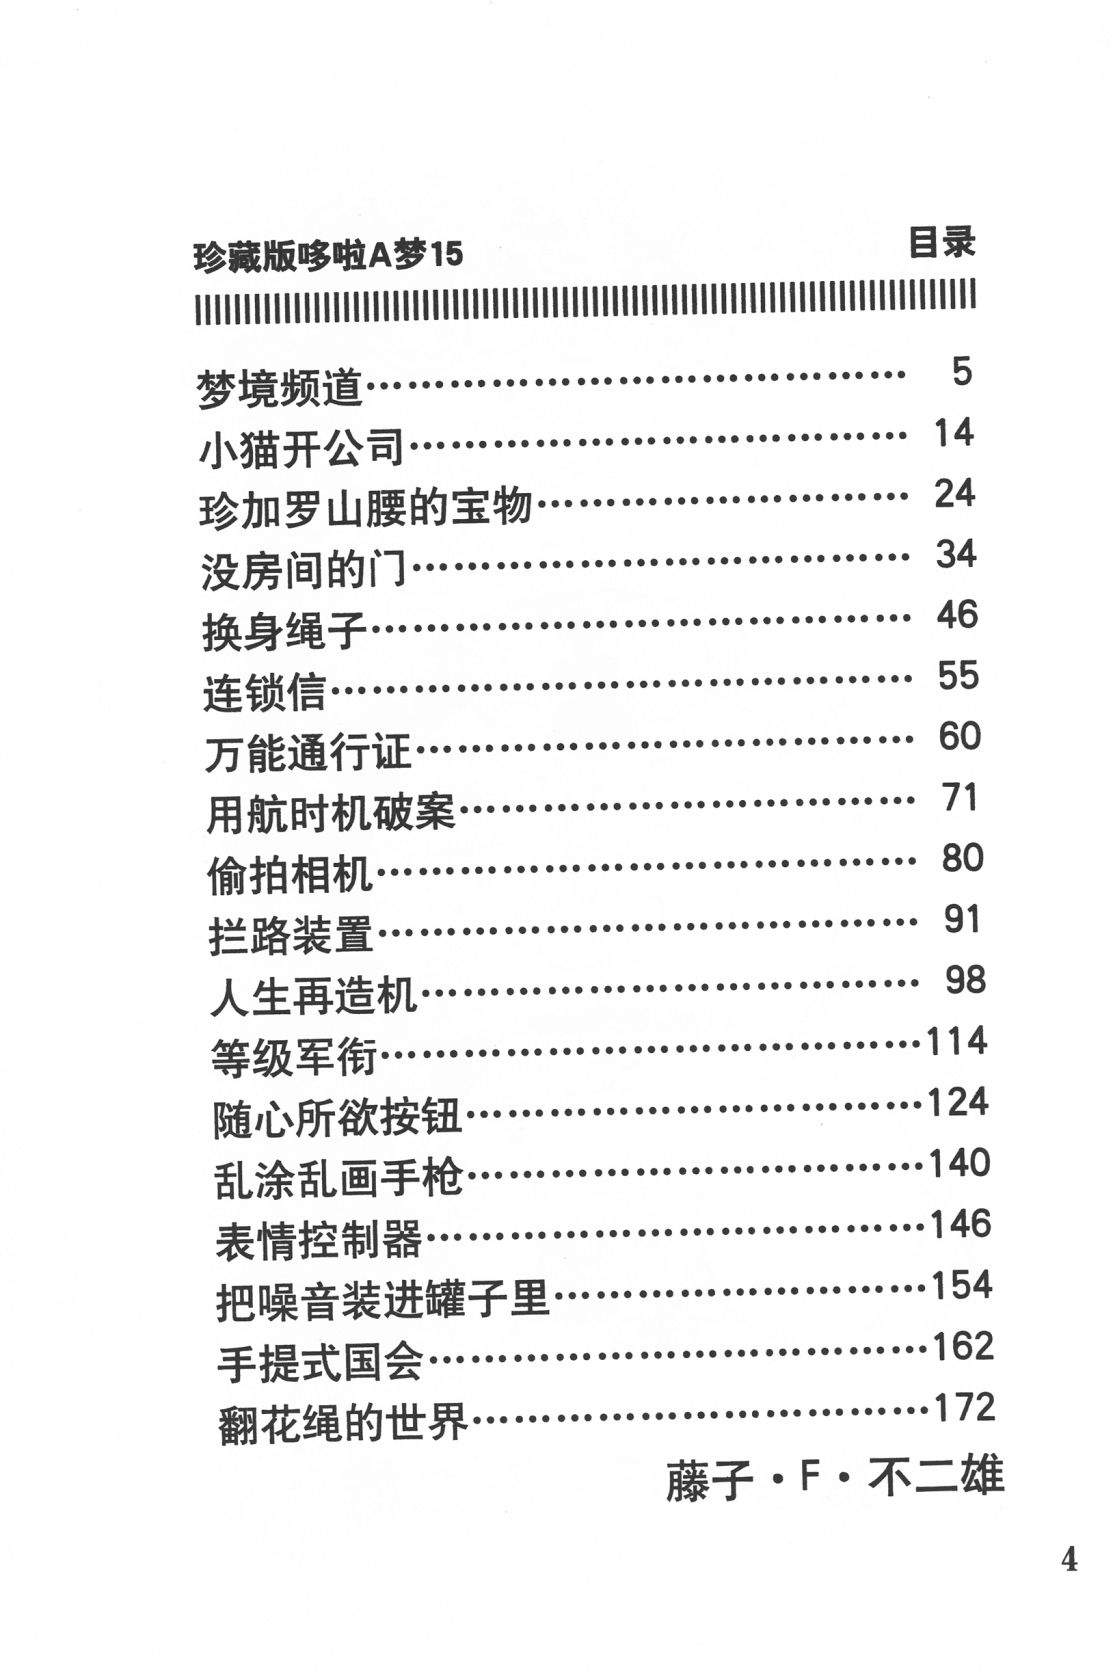 珍藏版哆啦A梦15 目录
梦境频道…………………………………… 5
小猫开公司………………………………… 14
珍加罗山腰的宝物………………………… 24
没房间的门………………………………… 34
换身绳子…………………………………… 46
连锁信……………………………………… 55
万能通行证………………………………… 60
用航时机破案……………………………… 71
偷拍相机…………………………………… 80
拦路装置…………………………………… 91
人生再造机………………………………… 98
等级军衔……………………………………114
随心所欲按钮………………………………124
乱涂乱画手枪………………………………140
表情控制器…………………………………146
把噪音装进罐子里…………………………154
手提式国会…………………………………162
翻花绳的世界………………………………172
藤子·F·不二雄
4